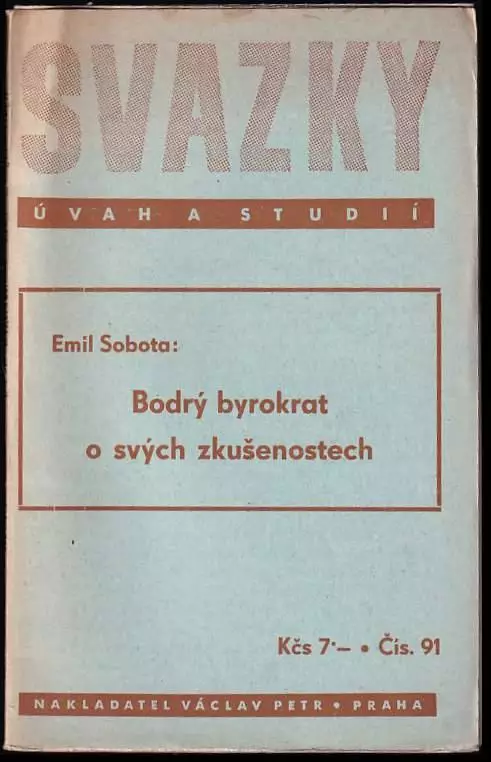 SVAZKY
ÚVAH A STUDIÍ
Emil Sobota:
Bodrý byrokrat
o svých zkušenostech
Kčs 7·– • Čís. 91
NAKLADATEL VÁCLAV PETR • PRAHA